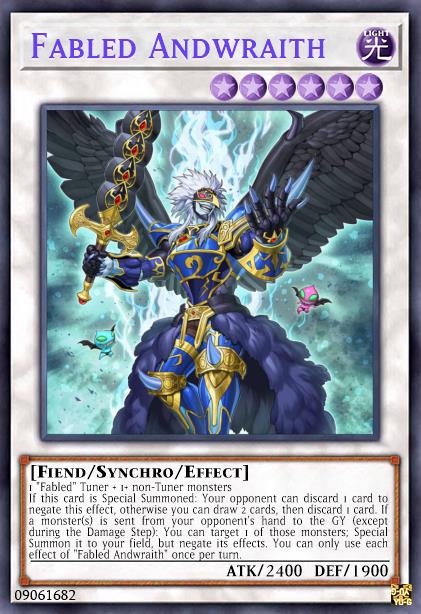 Fabled Andwraith
LIGHT
光
[Fiend/Synchro/Effect]
1 "Fabled" Tuner + 1+ non-Tuner monsters
If this card is Special Summoned: Your opponent can discard 1 card to
negate this effect, otherwise you can draw 2 cards, then discard 1 card. If
a monster(s) is sent from your opponent's hand to the GY (except
during the Damage Step): You can target 1 of those monsters; Special
Summon it to your field, but negate its effects. You can only use each
effect of "Fabled Andwraith" once per turn.
ATK/2400 DEF/1900
09061682